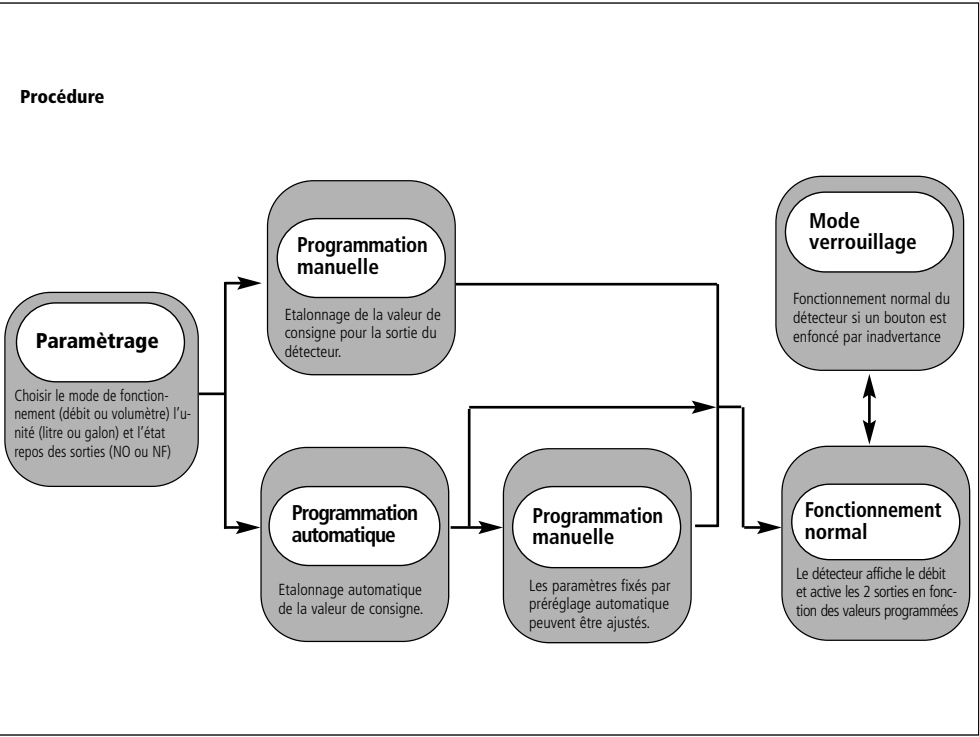 Procédure
Paramètrage
Choisir le mode de fonction-
nement (débit ou volumètre) l'u-
nité (litre ou galon) et l'état
repos des sorties (NO ou NF)
Programmation
manuelle
Etalonnage de la valeur de
consigne pour la sortie du
détecteur.
Programmation
automatique
Etalonnage automatique
de la valeur de consigne.
Programmation
manuelle
Les paramètres fixés par
préréglage automatique
peuvent être ajustés.
Mode
verrouillage
Fonctionnement normal du
détecteur si un bouton est
enfoncé par inadvertance
Fonctionnement
normal
Le détecteur affiche le débit
et active les 2 sorties en fonc-
tion des valeurs programmées